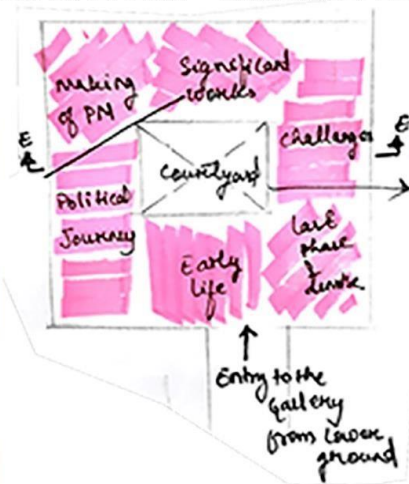 making
of PM
Significant
works
E
challenges
E
Courtyard
Political
Journey
Early
life
last
phase
&
Entry to the
gallery
from lower
ground